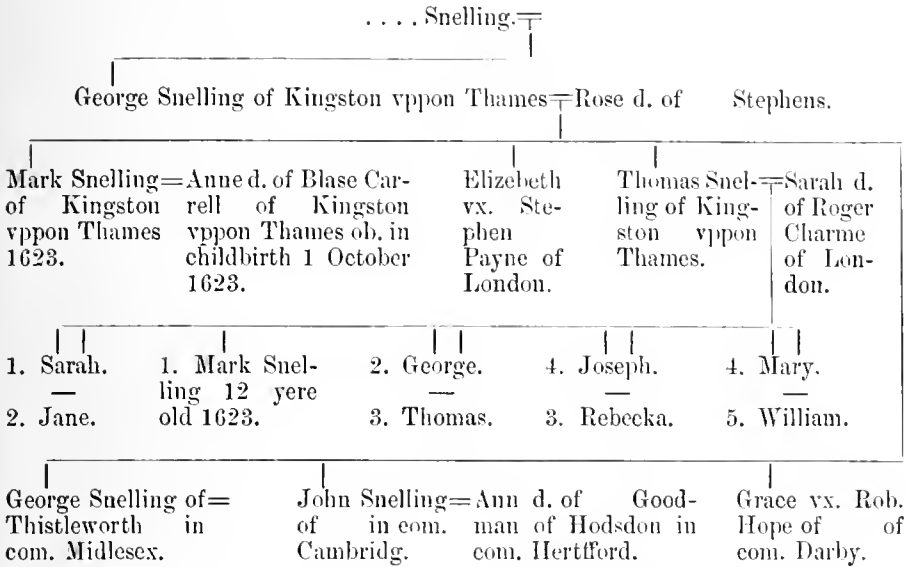 . . . . Snelling.
George Snelling of Kingston vppon Thames=Rose d. of Stephens.
Mark Snelling=
of Kingston
vppon Thames
1623.
Anne d. of Blase Car-
rell of Kingston
vppon Thames ob. in
childbirth 1 October
1623.
Elizebeth
vx. Ste-
phen
Payne of
London.
Thomas Snel-=
ling of King-
ston vppon
Thames.
Sarah d.
of Roger
Charme
of Lon-
don.
1. Sarah.
—
2. Jane.
1. Mark Snel-
ling 12 yere
old 1623.
2. George.
—
3. Thomas.
4. Joseph.
—
3. Rebecka.
4. Mary.
—
5. William.
George Snelling of=
Thistleworth in
com. Midlesex.
John Snelling=
of in com.
Cambridg.
Ann d. of Good-
man of Hodsdon in
com. Hertfford.
Grace vx. Rob.
Hope of of
com. Darby.